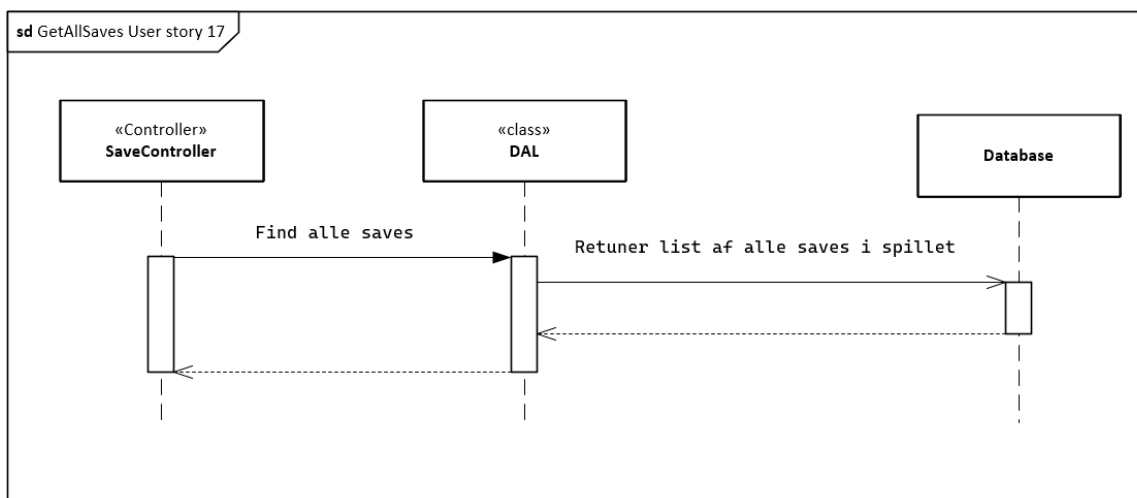 sd GetAllSaves User story 17
«Controller»
SaveController
«class»
DAL
Database
Find alle saves
Retuner list af alle saves i spillet